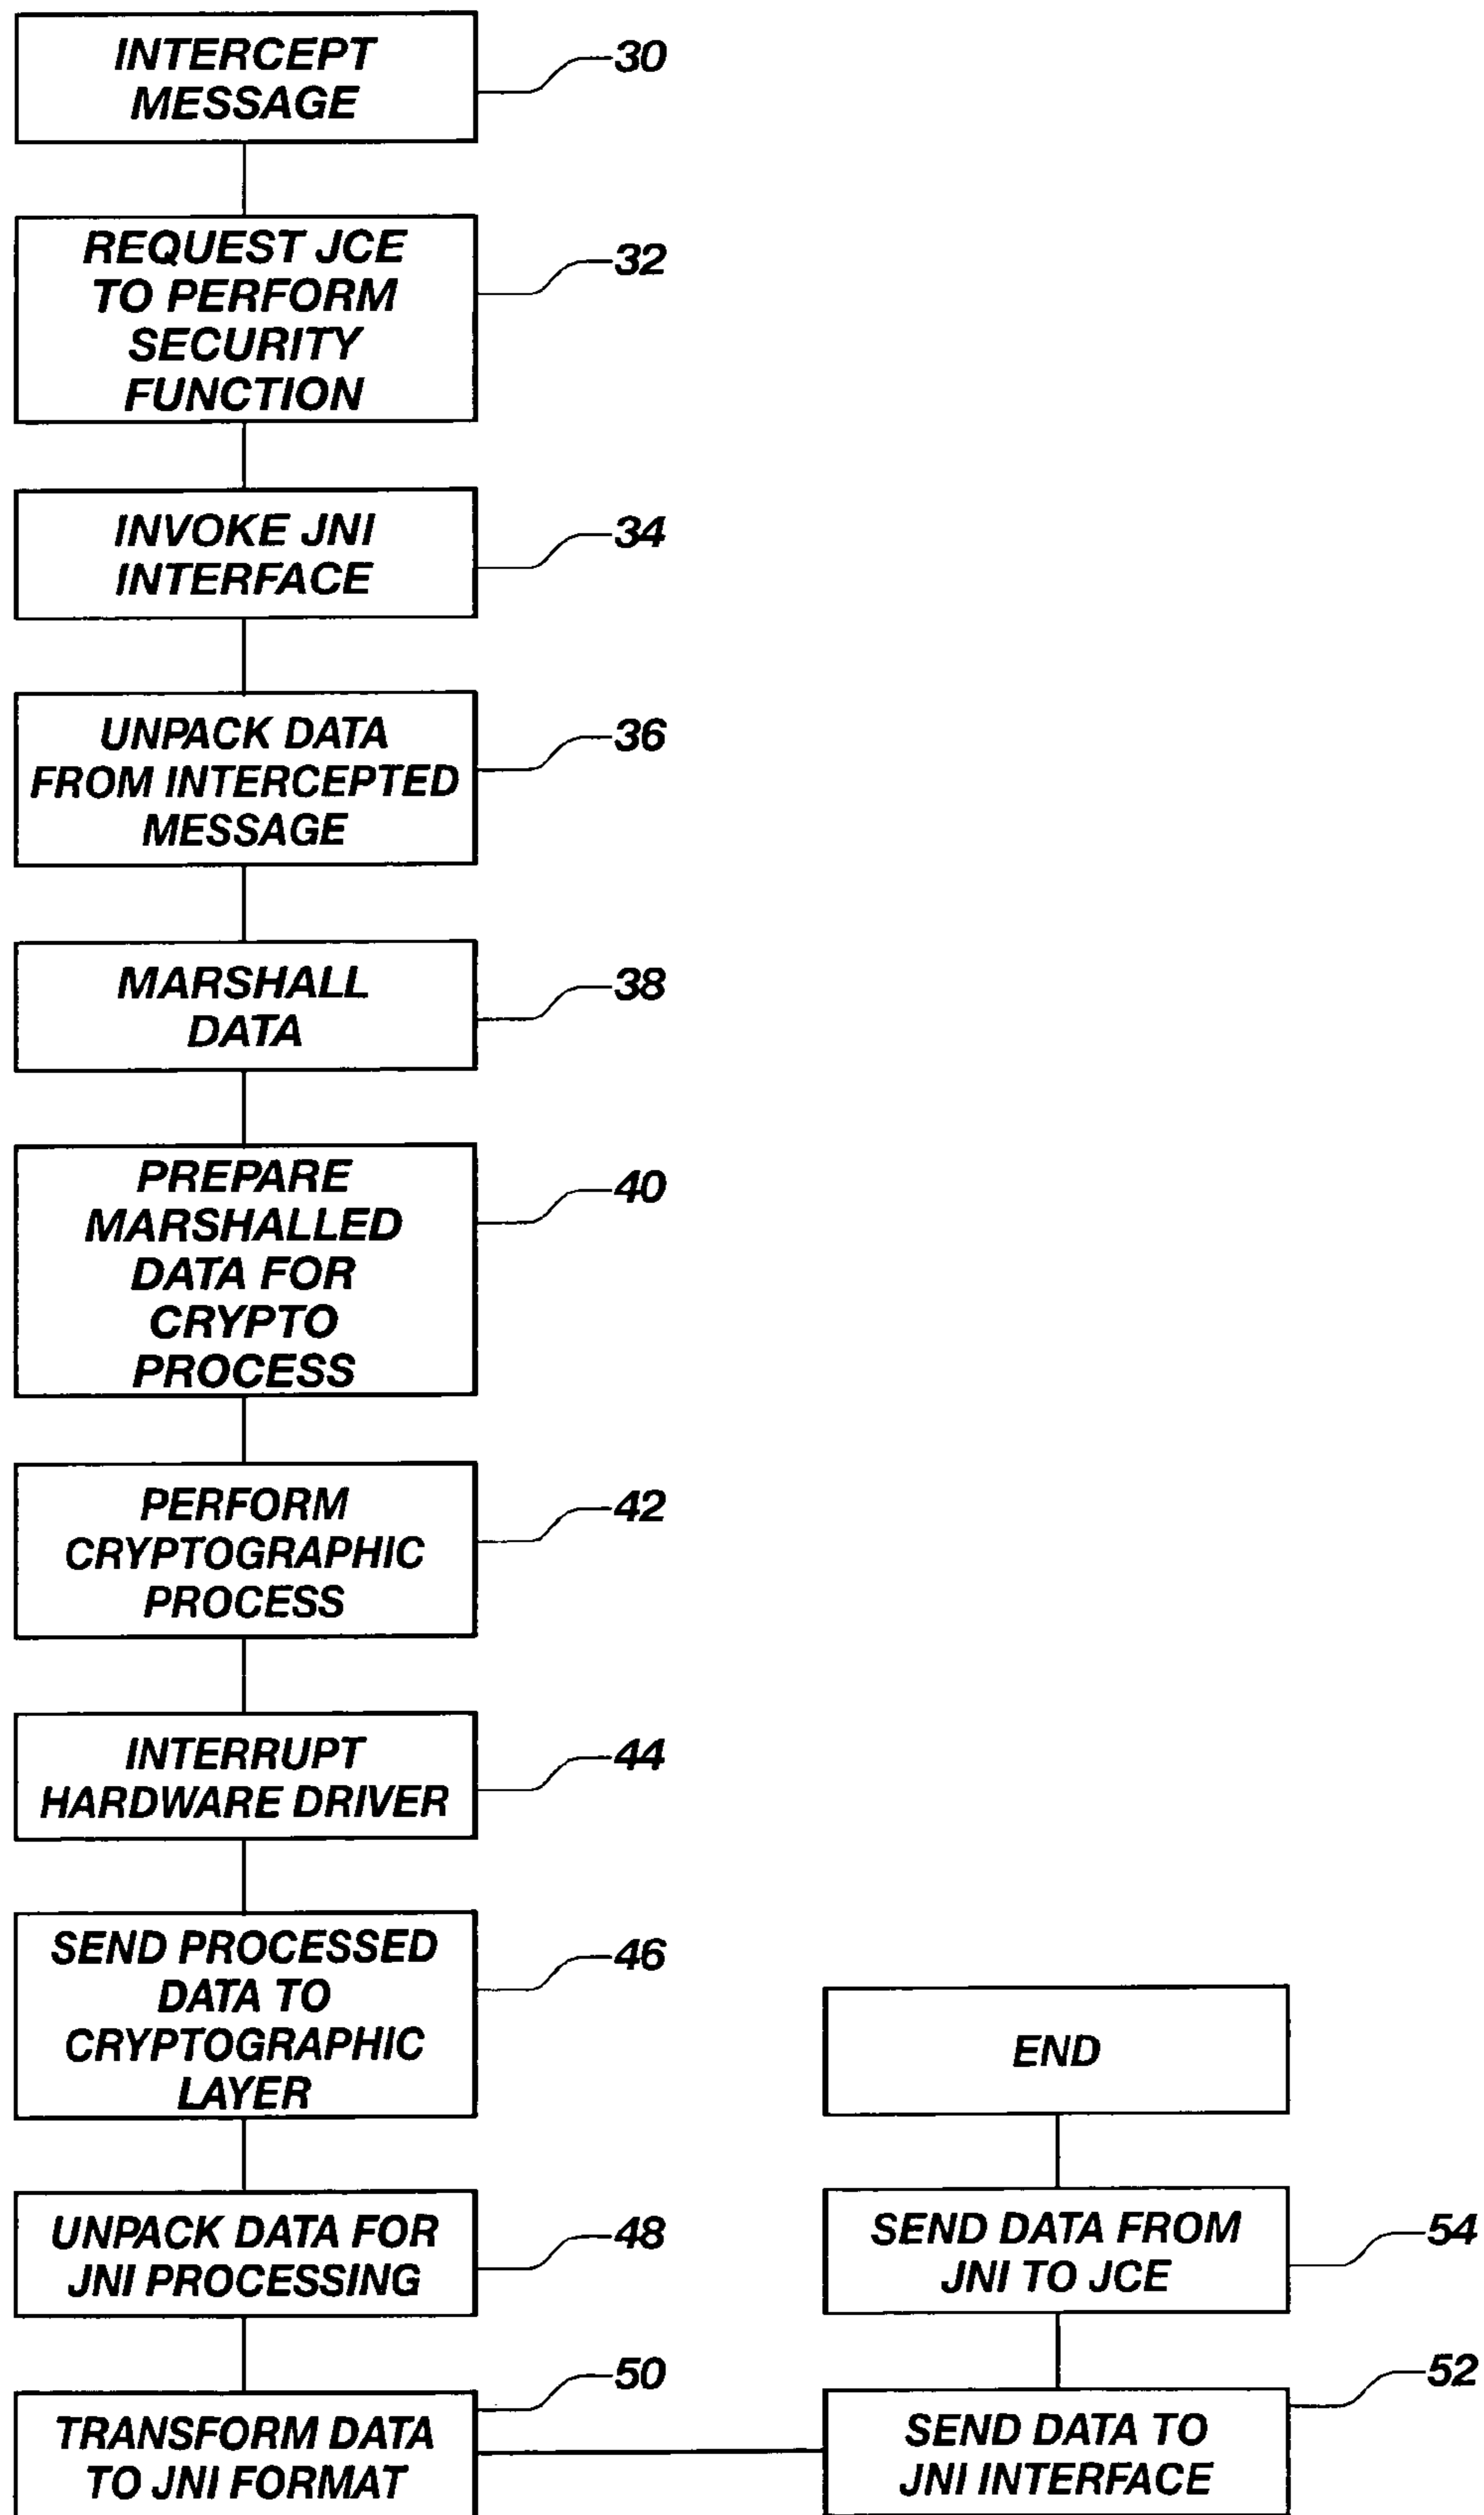 INTERCEPT
MESSAGE
30
REQUEST JCE
TO PERFORM
SECURITY
FUNCTION
32
INVOKE JNI
INTERFACE
34
UNPACK DATA
FROM INTERCEPTED
MESSAGE
36
MARSHALL
DATA
38
PREPARE
MARSHALLED
DATA FOR
CRYPTO
PROCESS
40
PERFORM
CRYPTOGRAPHIC
PROCESS
42
INTERRUPT
HARDWARE DRIVER
44
SEND PROCESSED
DATA TO
CRYPTOGRAPHIC
LAYER
46
UNPACK DATA FOR
JNI PROCESSING
48
TRANSFORM DATA
TO JNI FORMAT
50
SEND DATA TO
JNI INTERFACE
52
SEND DATA FROM
JNI TO JCE
54
END